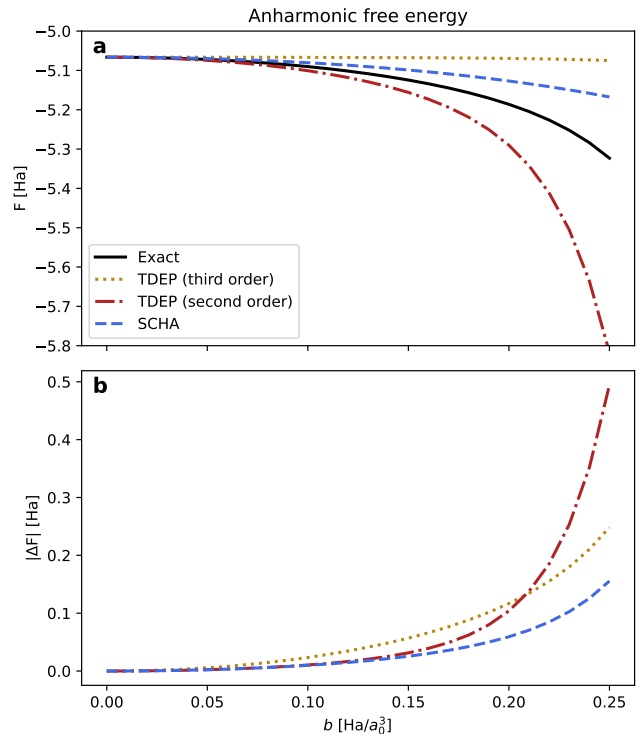 Anharmonic free energy
a
F [Ha]
−5.0
−5.1
−5.2
−5.3
−5.4
−5.5
−5.6
−5.7
−5.8
Exact
TDEP (third order)
TDEP (second order)
SCHA
b
|ΔF| [Ha]
0.5
0.4
0.3
0.2
0.1
0.0
0.00 0.05 0.10 0.15 0.20 0.25
b [Ha/a₀³]